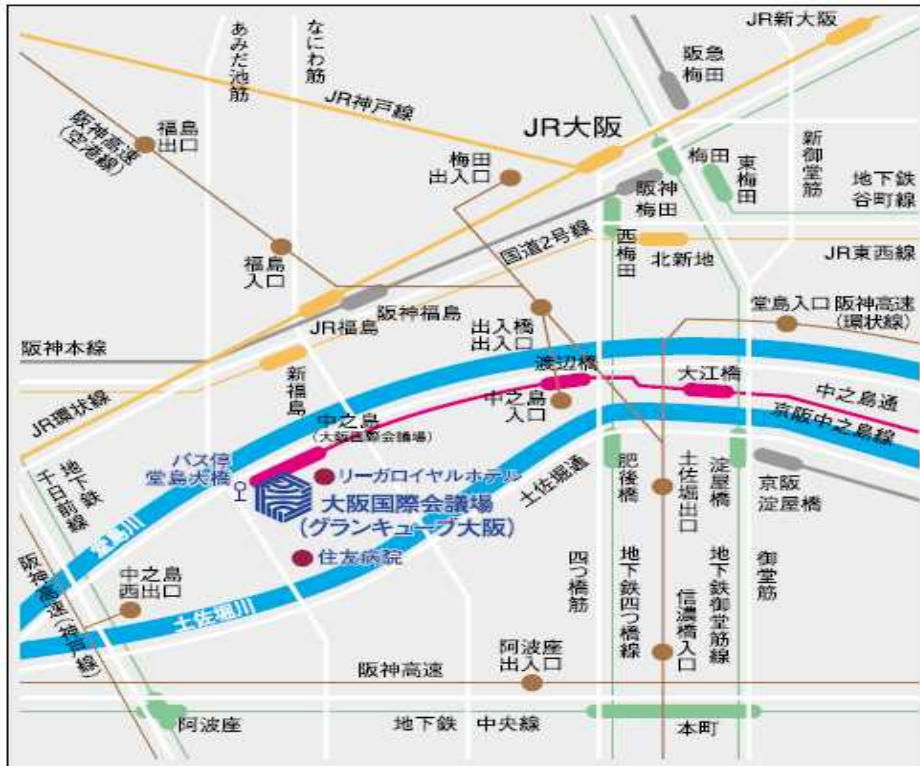 JR新大阪
あみだ池筋
なにわ筋
阪急
梅田
JR神戸線
JR大阪
新御堂筋
阪神高速
(空港線)
福島
出口
梅田
出入口
梅田
東梅田
地下鉄
谷町線
阪神
梅田
国道2号線
西梅田
北新地
JR東西線
福島
入口
阪神福島
JR福島
出入橋
出入口
堂島入口
阪神高速
(環状線)
阪神本線
新福島
渡辺橋
大江橋
中之島
入口
中之島通
京阪中之島線
JR環状線
中之島
(大阪国際会議場)
バス停
堂島大橋
リーガロイヤルホテル
大阪国際会議場
(グランキューブ大阪)
土佐堀通
肥後橋
土佐堀出口
淀屋橋
京阪
淀屋橋
地下鉄
千日前線
堂島川
住友病院
中之島
西出口
阪神高速(神戸線)
土佐堀川
四つ橋筋
地下鉄四つ橋線
信濃橋入口
地下鉄御堂筋線
御堂筋
阿波座
出入口
阪神高速
阿波座
地下鉄 中央線
本町